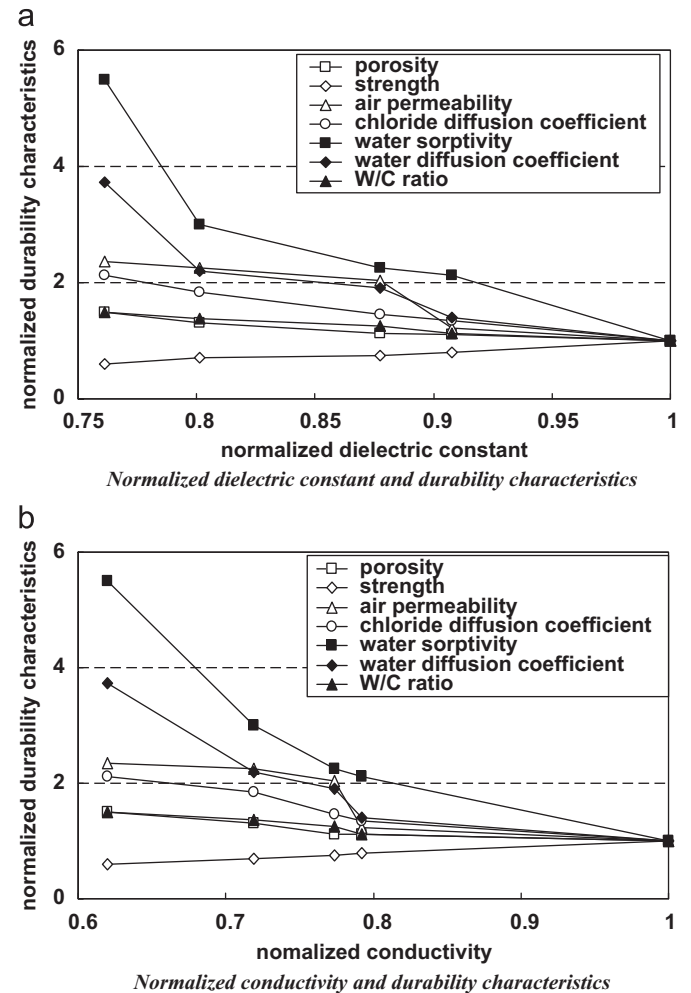 a
normalized durability characteristics
6
4
2
0
porosity
strength
air permeability
chloride diffusion coefficient
water sorptivity
water diffusion coefficient
W/C ratio
0.75 0.8 0.85 0.9 0.95 1
normalized dielectric constant
Normalized dielectric constant and durability characteristics
b
normalized durability characteristics
6
4
2
0
porosity
strength
air permeability
chloride diffusion coefficient
water sorptivity
water diffusion coefficient
W/C ratio
0.6 0.7 0.8 0.9 1
nomalized conductivity
Normalized conductivity and durability characteristics